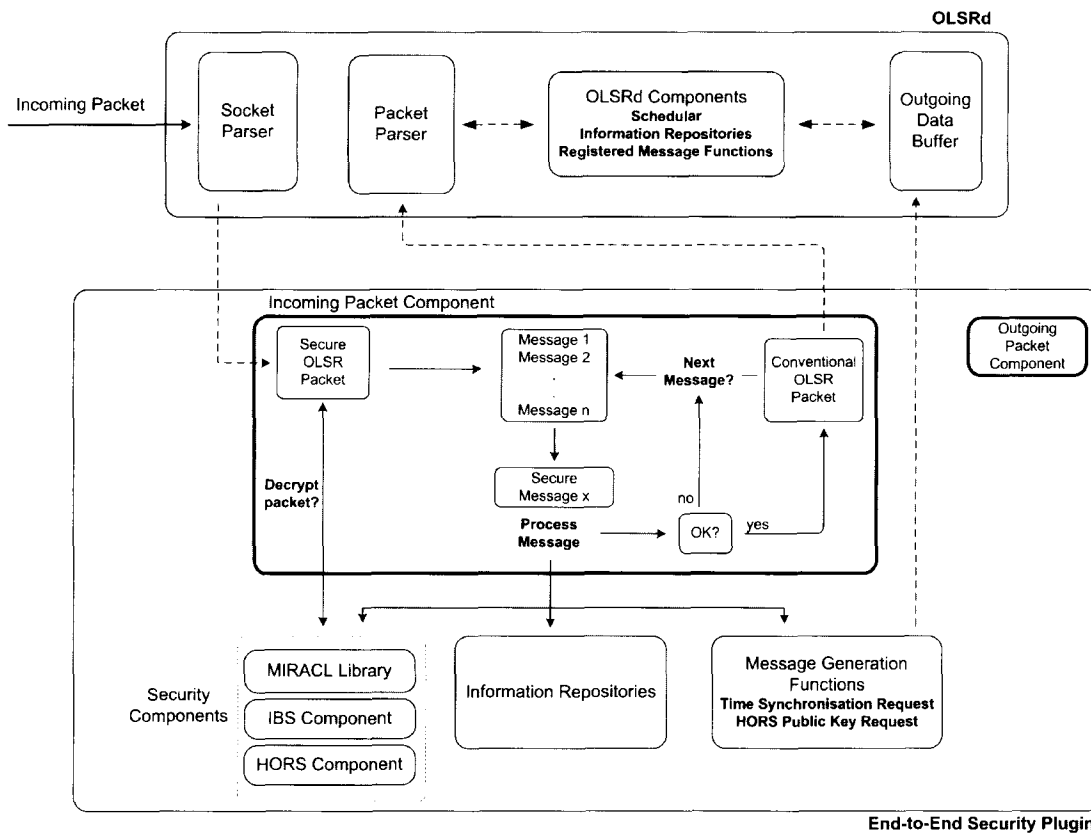 OLSRd
Incoming Packet
Socket
Parser
Packet
Parser
OLSRd Components
Schedular
Information Repositories
Registered Message Functions
Outgoing
Data
Buffer
Incoming Packet Component
Secure
OLSR
Packet
Message 1
Message 2
.
.
Message n
Next
Message?
Conventional
OLSR
Packet
Outgoing
Packet
Component
Decrypt
packet?
Secure
Message x
Process
Message
no
OK?
yes
Security
Components
MIRACL Library
IBS Component
HORS Component
Information Repositories
Message Generation
Functions
Time Synchronisation Request
HORS Public Key Request
End-to-End Security Plugin